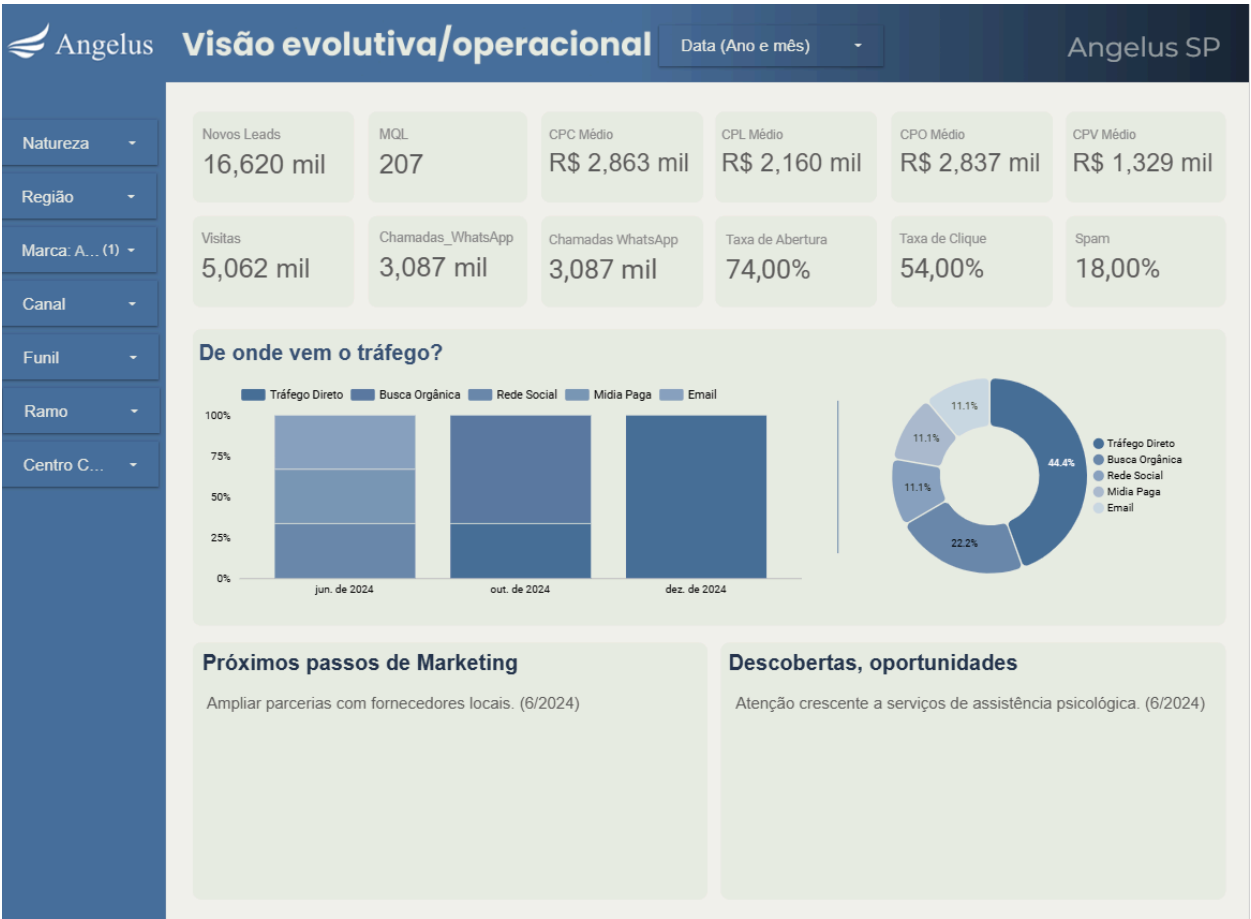 Angelus
Visão evolutiva/operacional
Data (Ano e mês)
Angelus SP
Natureza
Região
Marca: A... (1)
Canal
Funil
Ramo
Centro C...
Novos Leads
16,620 mil
MQL
207
CPC Médio
R$ 2,863 mil
CPL Médio
R$ 2,160 mil
CPO Médio
R$ 2,837 mil
CPV Médio
R$ 1,329 mil
Visitas
5,062 mil
Chamadas_WhatsApp
3,087 mil
Chamadas WhatsApp
3,087 mil
Taxa de Abertura
74,00%
Taxa de Clique
54,00%
Spam
18,00%
De onde vem o tráfego?
Tráfego Direto Busca Orgânica Rede Social Midia Paga Email
100%
75%
50%
25%
0%
jun. de 2024 out. de 2024 dez. de 2024
11.1%
11.1%
44.4%
11.1%
22.2%
Tráfego Direto
Busca Orgânica
Rede Social
Midia Paga
Email
Próximos passos de Marketing
Ampliar parcerias com fornecedores locais. (6/2024)
Descobertas, oportunidades
Atenção crescente a serviços de assistência psicológica. (6/2024)